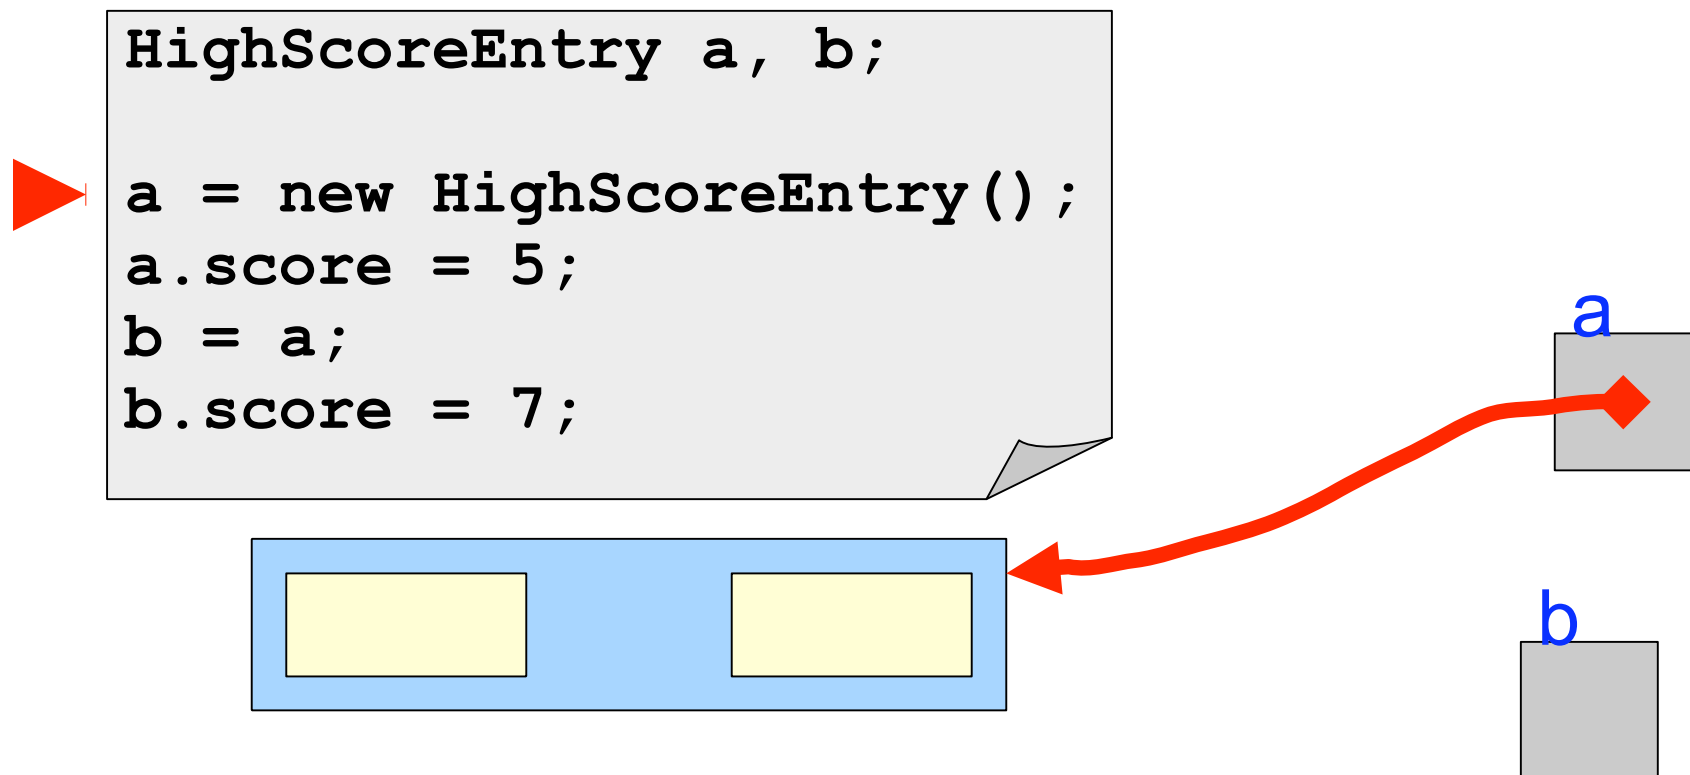 HighScoreEntry a, b;
a = new HighScoreEntry();
a.score = 5;
b = a;
b.score = 7;
a
b